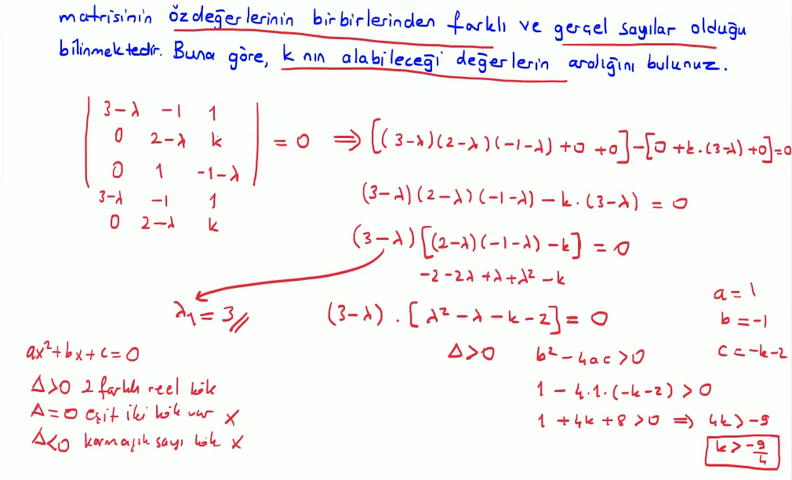 matrisinin özdeğerlerinin birbirlerinden farklı ve gerçel sayılar olduğu
bilinmektedir. Buna göre, k nın alabileceği değerlerin aralığını bulunuz.
| 3-λ -1 1 |
| 0 2-λ k | = 0 ⇒ [(3-λ)(2-λ)(-1-λ)+0+0]-[0+k.(3-λ)+0]=0
| 0 1 -1-λ |
3-λ -1 1
0 2-λ k
(3-λ)(2-λ)(-1-λ)-k.(3-λ)=0
(3-λ)[(2-λ)(-1-λ)-k]=0
-2-2λ+λ+λ²-k
λ₁=3//
(3-λ).[λ²-λ-k-2]=0
a=1
b=-1
c=-k-2
ax²+bx+c=0
Δ>0 2 farklı reel kök
Δ=0 eşit iki kök var x
Δ<0 karmaşık sayı kök x
Δ>0 b²-4ac>0
1-4.1.(-k-2)>0
1+4k+8>0 ⇒ 4k>-9
k>-9/4